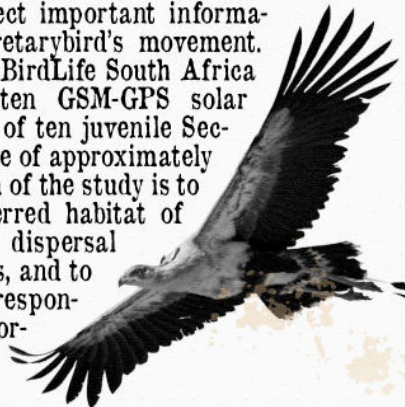 ect important informa-
retarybird's movement.
BirdLife South Africa
ten GSM-GPS solar
of ten juvenile Sec-
e of approximately
of the study is to
erred habitat of
dispersal
s, and to
respon-
or-